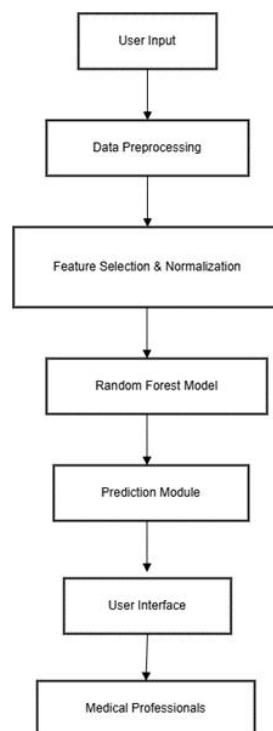 User Input
Data Preprocessing
Feature Selection & Normalization
Random Forest Model
Prediction Module
User Interface
Medical Professionals